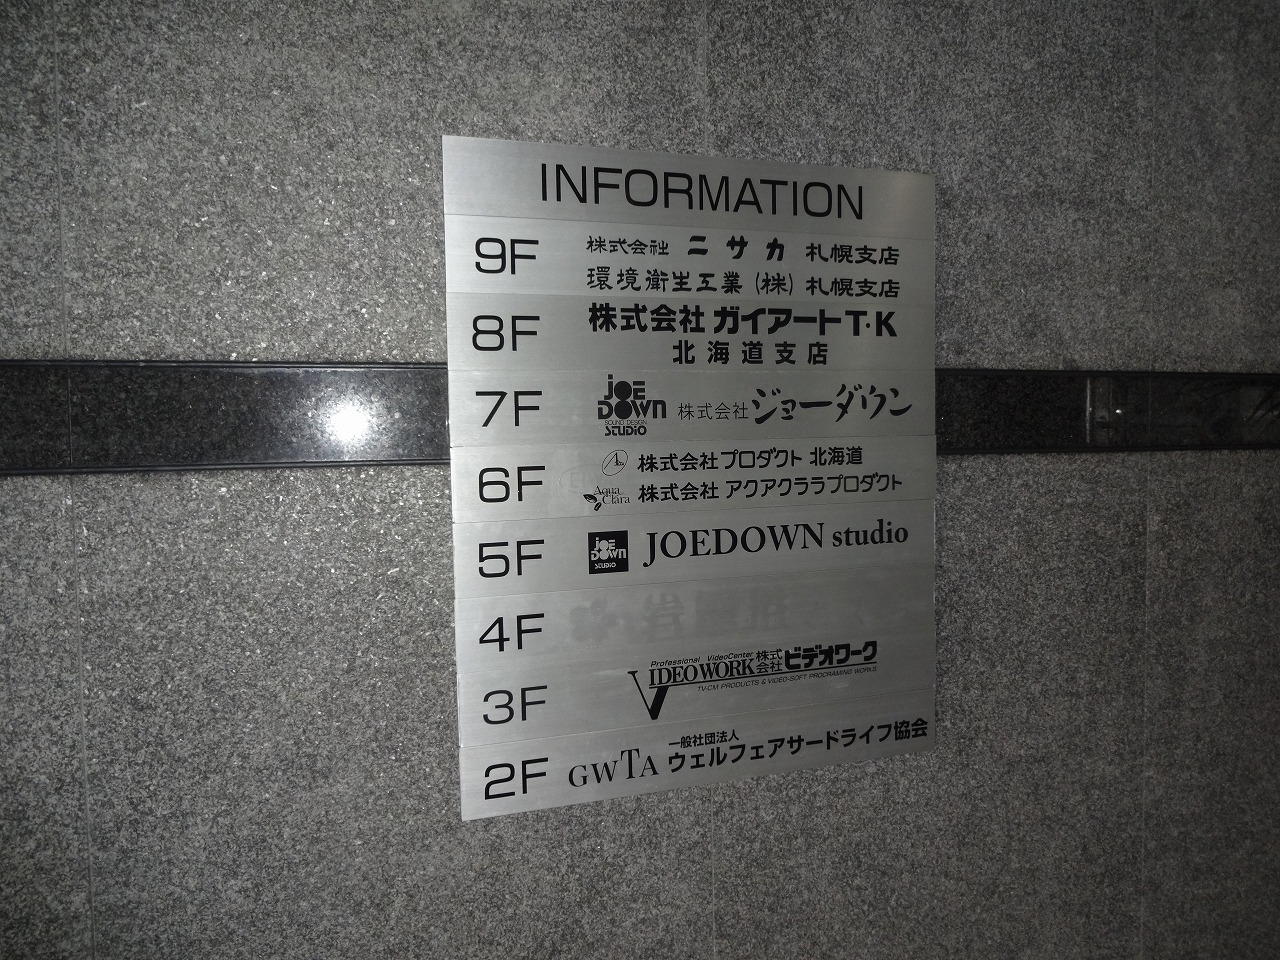 INFORMATION
9F 株式会社 ニサカ 札幌支店
環境衛生工業(株) 札幌支店
8F 株式会社 ガイアートT・K
北海道支店
7F JOE DOWN SOUND DESIGN STUDIO 株式会社ジョーダウン
6F 株式会社プロダクト 北海道
Aqua Clara 株式会社 アクアクララプロダクト
5F JOE DOWN STUDIO JOEDOWN studio
4F
3F Professional VideoCenter VIDEO WORK 株式会社ビデオワーク
TV-CM PRODUCTS & VIDEO-SOFT PROGRAMING WORKS
2F GWTA 一般社団法人
ウェルフェアサードライフ協会